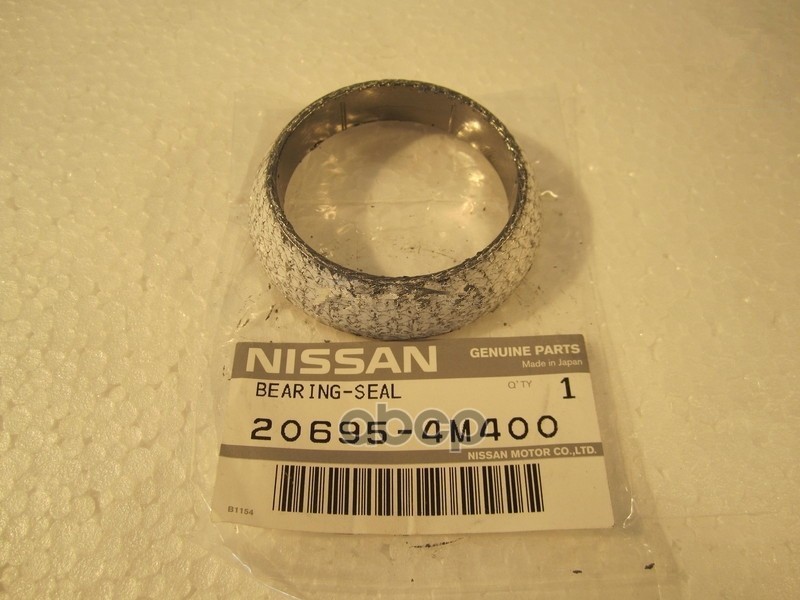 NISSAN
GENUINE PARTS
Made in Japan
BEARING-SEAL
Q'TY 1
20695-4M400
NISSAN MOTOR CO.,LTD.
B1154